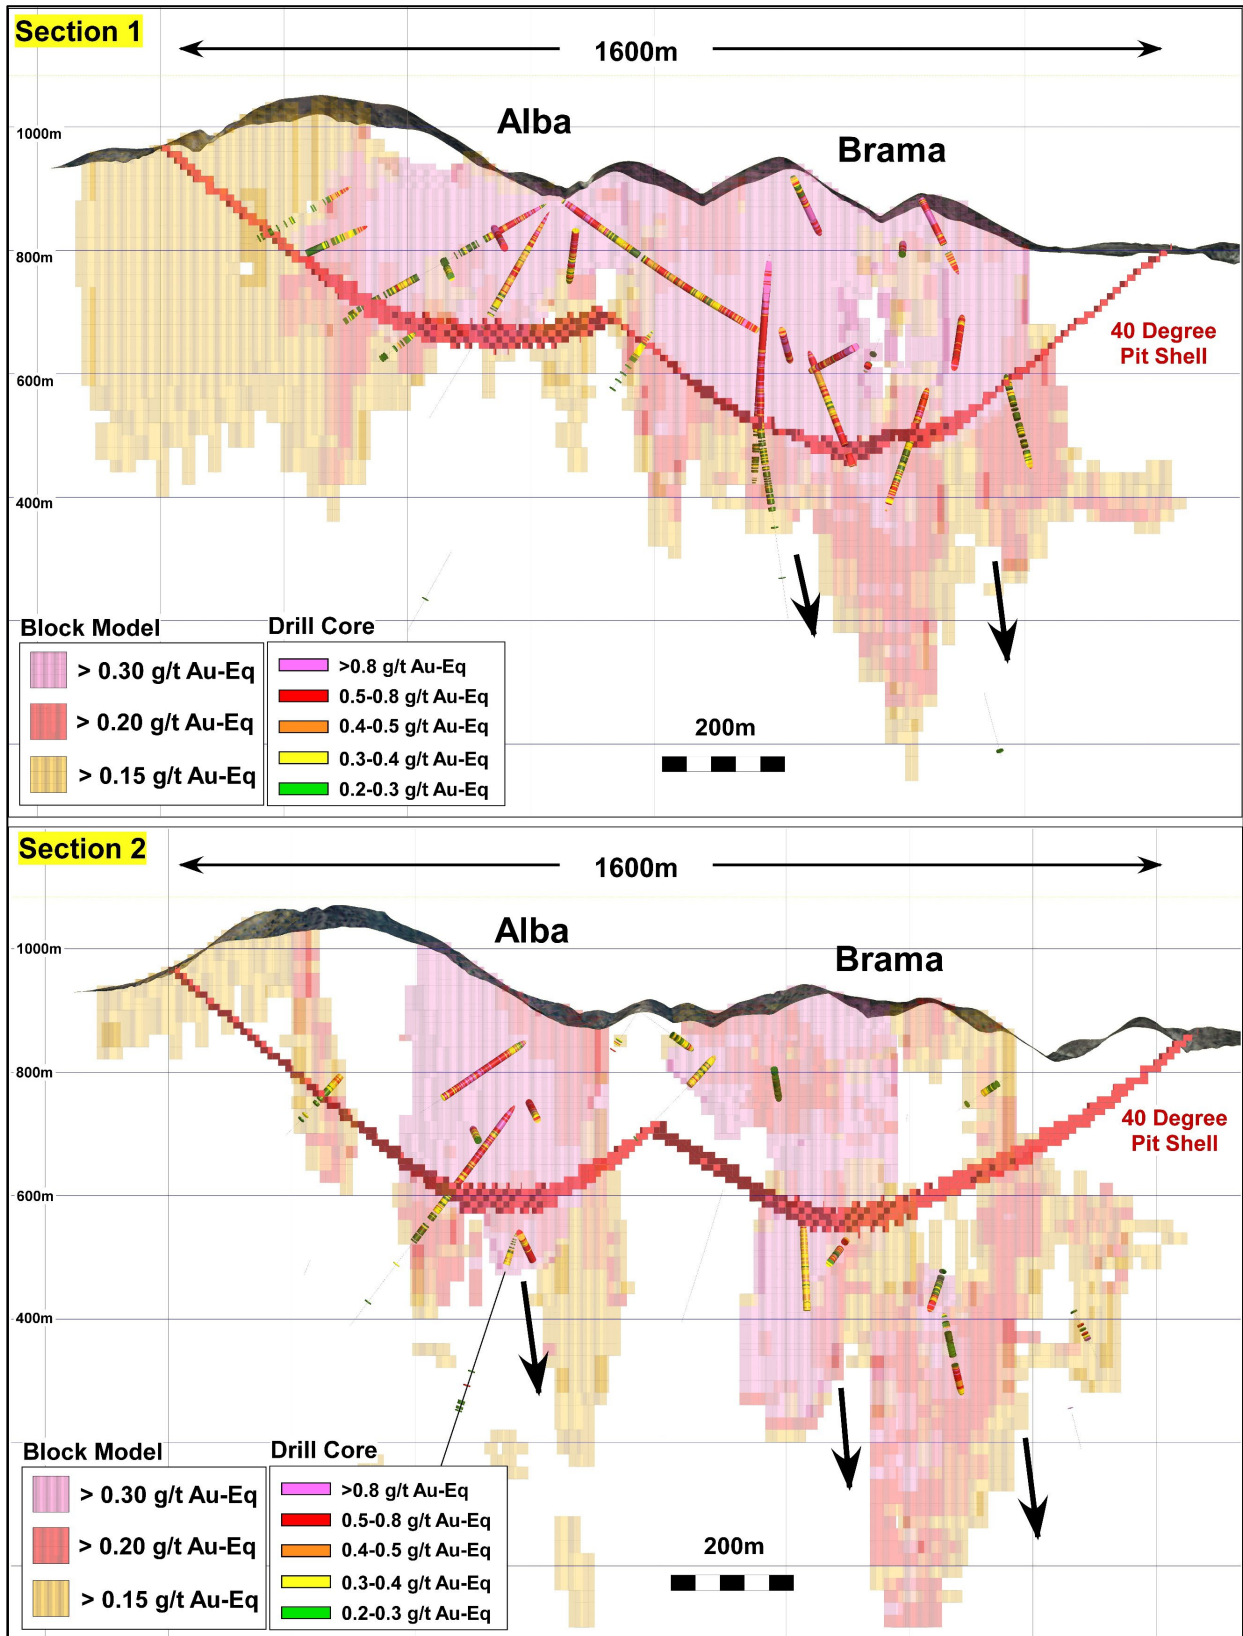 Section 1
1600m
Alba
Brama
1000m
800m
600m
400m
40 Degree
Pit Shell
Block Model
> 0.30 g/t Au-Eq
> 0.20 g/t Au-Eq
> 0.15 g/t Au-Eq
Drill Core
>0.8 g/t Au-Eq
0.5-0.8 g/t Au-Eq
0.4-0.5 g/t Au-Eq
0.3-0.4 g/t Au-Eq
0.2-0.3 g/t Au-Eq
200m
Section 2
1600m
Alba
Brama
1000m
800m
600m
400m
40 Degree
Pit Shell
Block Model
> 0.30 g/t Au-Eq
> 0.20 g/t Au-Eq
> 0.15 g/t Au-Eq
Drill Core
>0.8 g/t Au-Eq
0.5-0.8 g/t Au-Eq
0.4-0.5 g/t Au-Eq
0.3-0.4 g/t Au-Eq
0.2-0.3 g/t Au-Eq
200m